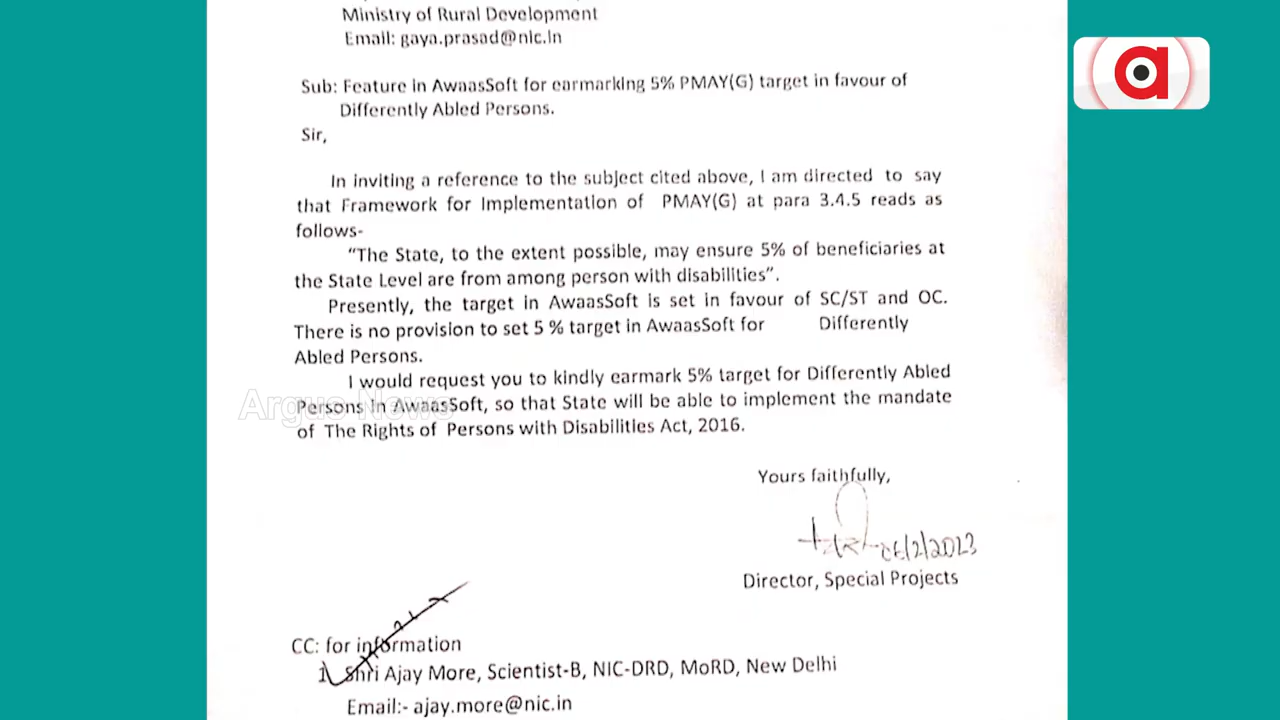 Ministry of Rural Development
Email: gaya.prasad@nic.in
a
Sub: Feature in AwaasSoft for earmarking 5% PMAY(G) target in favour of
Differently Abled Persons.
Sir,
In inviting a reference to the subject cited above, I am directed to say
that Framework for Implementation of PMAY(G) at para 3.4.5 reads as
follows-
"The State, to the extent possible, may ensure 5% of beneficiaries at
the State Level are from among person with disabilities".
Presently, the target in AwaasSoft is set in favour of SC/ST and OC.
There is no provision to set 5 % target in AwaasSoft for Differently
Abled Persons.
I would request you to kindly earmark 5% target for Differently Abled
Persons in AwaasSoft, so that State will be able to implement the mandate
of The Rights of Persons with Disabilities Act, 2016.
Argus News
Yours faithfully,
/2/2023
Director, Special Projects
CC: for information
1. Shri Ajay More, Scientist-B, NIC-DRD, MoRD, New Delhi
Email:- ajay.more@nic.in